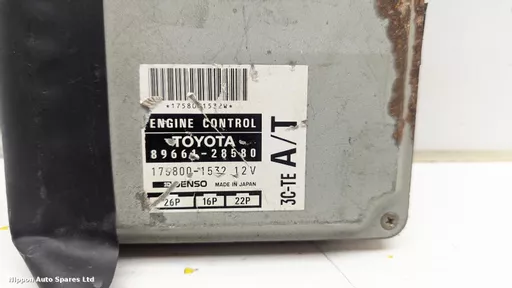 *175800-1532W*
ENGINE CONTROL
TOYOTA
89661-28580
175800-1532 12V
DENSO MADE IN JAPAN
26P 16P 22P
3C-TE A/T
Nippon Auto Spares Ltd